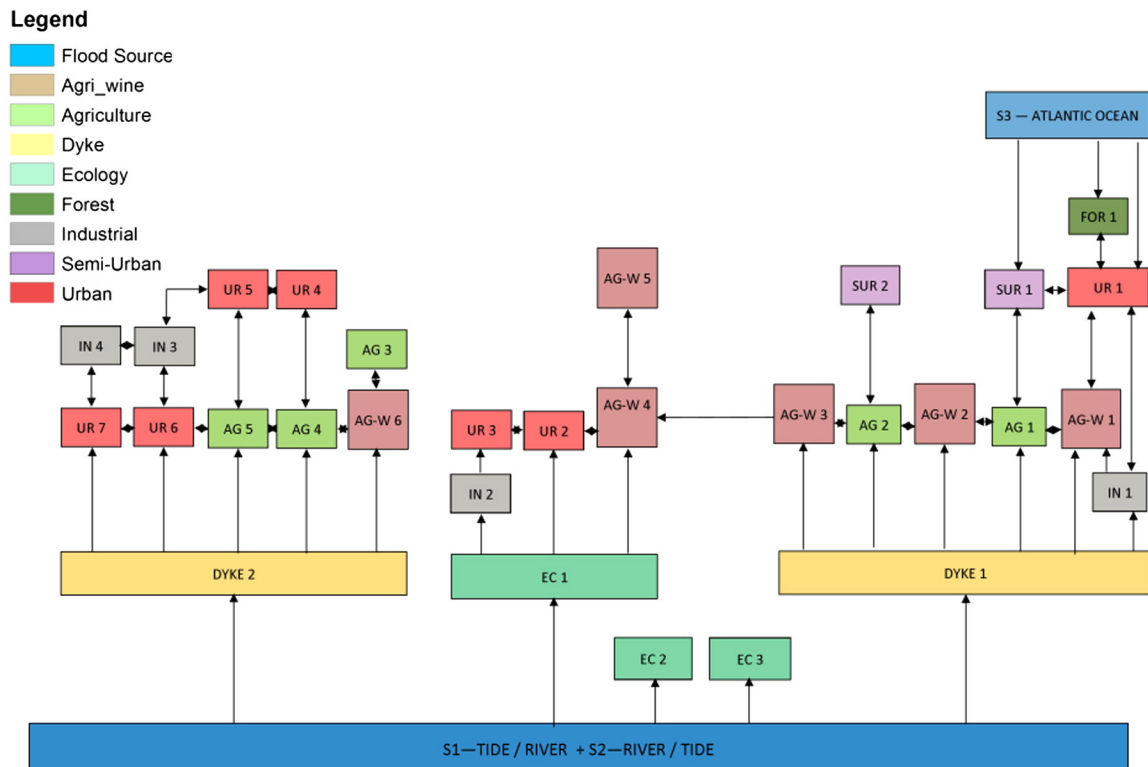 Legend
Flood Source
Agri_wine
Agriculture
Dyke
Ecology
Forest
Industrial
Semi-Urban
Urban
S3 — ATLANTIC OCEAN
FOR 1
AG-W 5
SUR 2
SUR 1
UR 1
UR 5
UR 4
IN 4
IN 3
AG 3
UR 7
UR 6
AG 5
AG 4
AG-W 6
UR 3
UR 2
AG-W 4
AG-W 3
AG 2
AG-W 2
AG 1
AG-W 1
IN 2
IN 1
DYKE 2
EC 1
DYKE 1
EC 2
EC 3
S1—TIDE / RIVER + S2—RIVER / TIDE